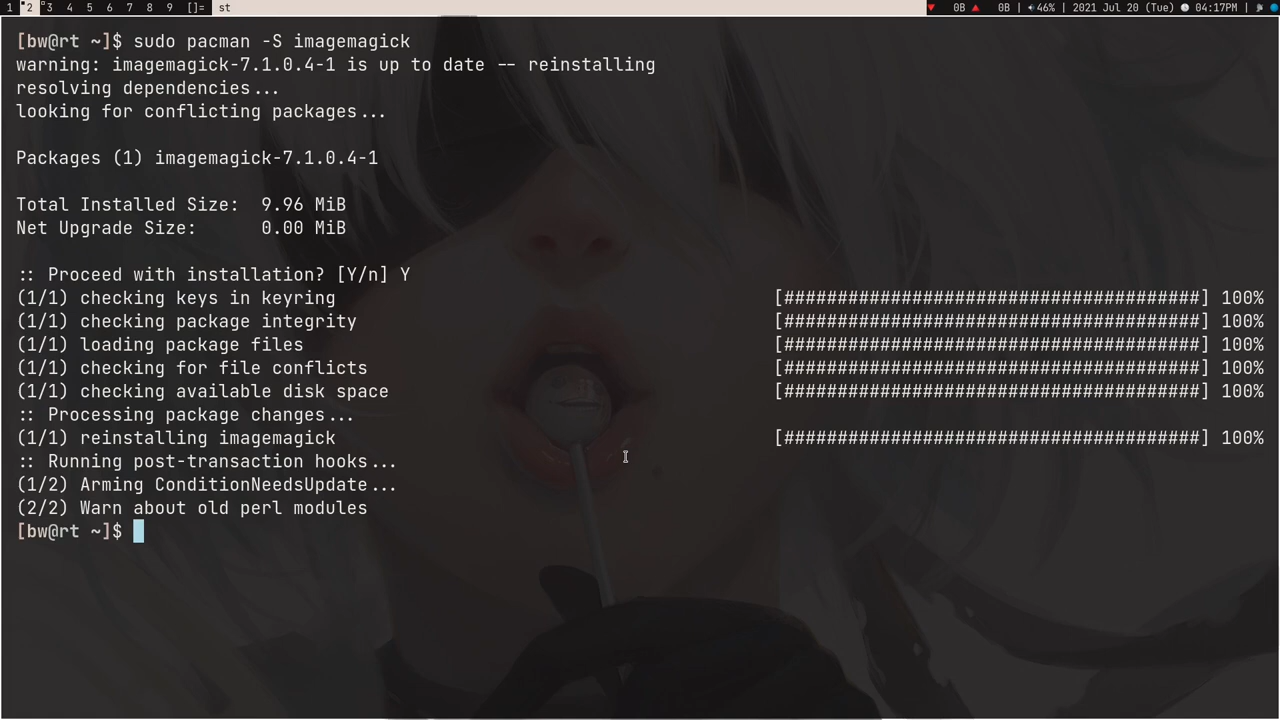 1 2 3 4 5 6 7 8 9 []= st 0B 0B | 46% | 2021 Jul 20 (Tue) 04:17PM |
[bw@rt ~]$ sudo pacman -S imagemagick
warning: imagemagick-7.1.0.4-1 is up to date -- reinstalling
resolving dependencies...
looking for conflicting packages...
Packages (1) imagemagick-7.1.0.4-1
Total Installed Size:  9.96 MiB
Net Upgrade Size:      0.00 MiB
:: Proceed with installation? [Y/n] Y
(1/1) checking keys in keyring [#######################################] 100%
(1/1) checking package integrity [#######################################] 100%
(1/1) loading package files [#######################################] 100%
(1/1) checking for file conflicts [#######################################] 100%
(1/1) checking available disk space [#######################################] 100%
:: Processing package changes...
(1/1) reinstalling imagemagick [#######################################] 100%
:: Running post-transaction hooks...
(1/2) Arming ConditionNeedsUpdate...
(2/2) Warn about old perl modules
[bw@rt ~]$